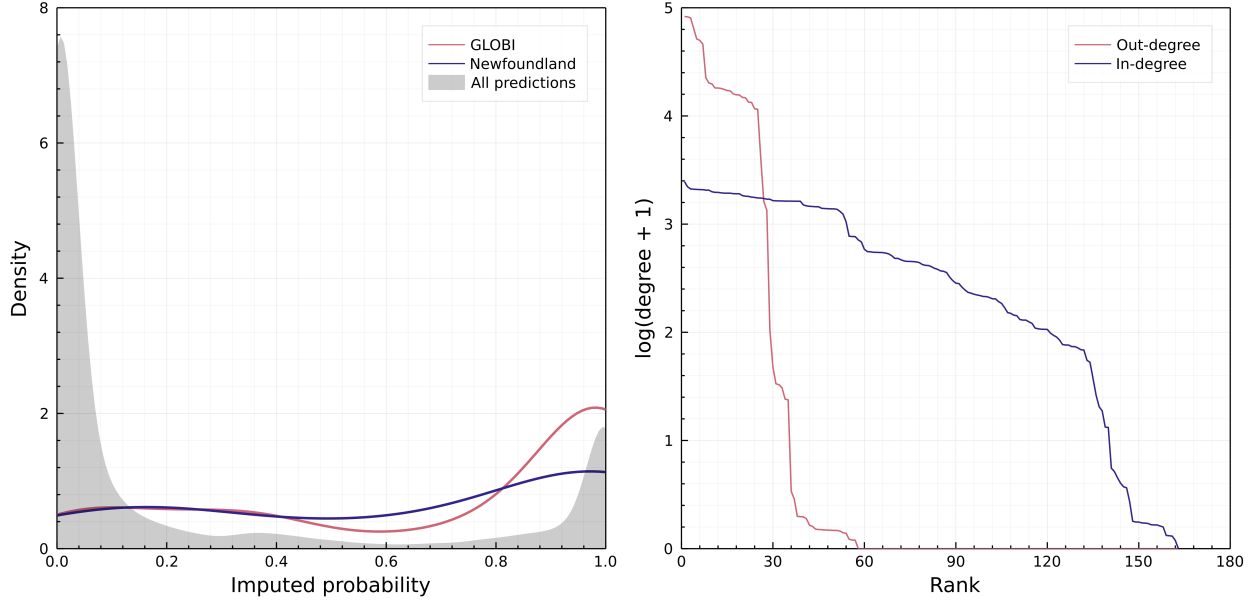 8
6
4
2
0
Density
0.0 0.2 0.4 0.6 0.8 1.0
Imputed probability
GLOBI
Newfoundland
All predictions
5
4
3
2
1
0
log(degree + 1)
0 30 60 90 120 150 180
Rank
Out-degree
In-degree